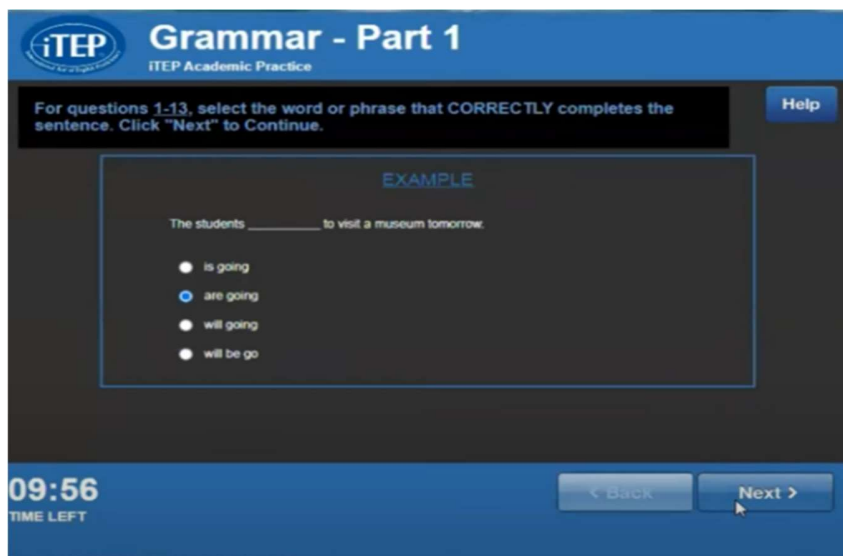 iTEP
Grammar - Part 1
iTEP Academic Practice
For questions 1-13, select the word or phrase that CORRECTLY completes the
sentence. Click "Next" to Continue.
Help
EXAMPLE
The students __________ to visit a museum tomorrow.
is going
are going
will going
will be go
09:56
TIME LEFT
< Back
Next >